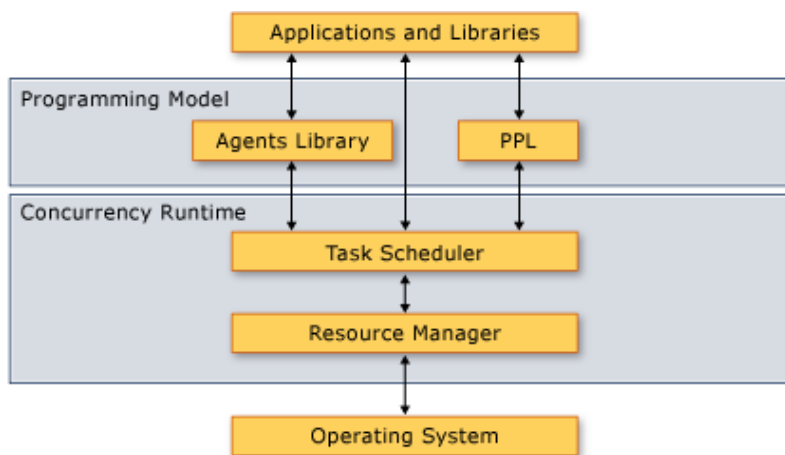 Applications and Libraries
Programming Model
Agents Library
PPL
Concurrency Runtime
Task Scheduler
Resource Manager
Operating System